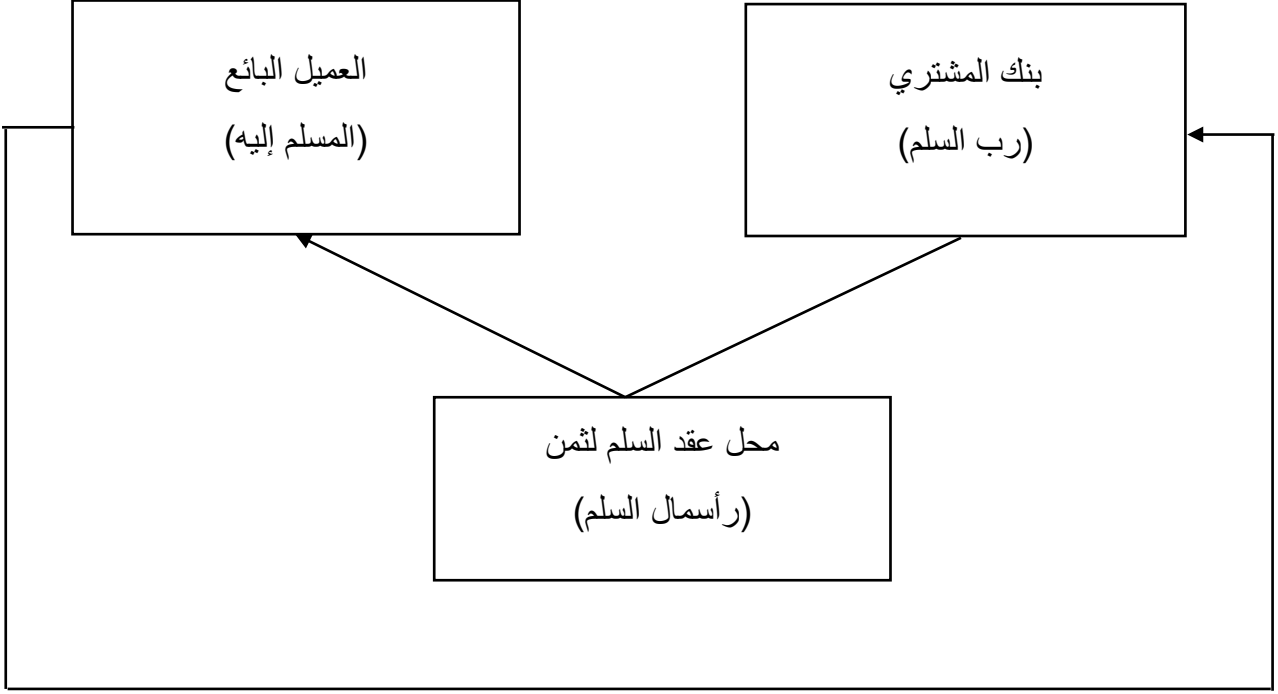 بنك المشتري
(رب السلم)
العميل البائع
(المسلم إليه)
محل عقد السلم لثمن
(رأسمال السلم)